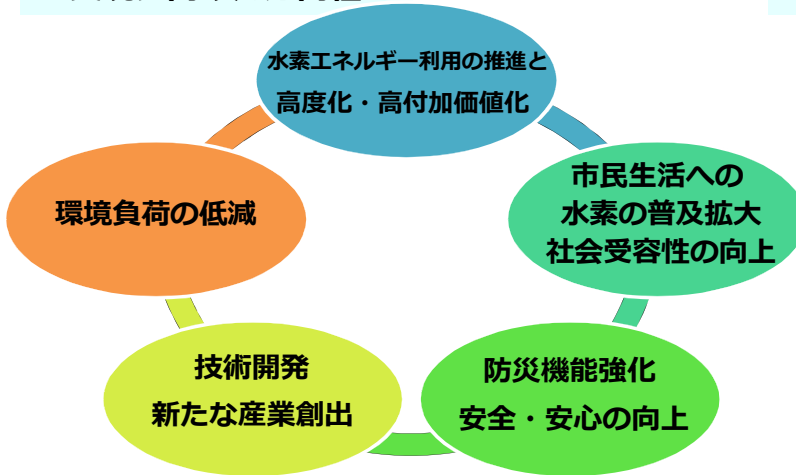 水素エネルギー利用の推進と
高度化・高付加価値化
市民生活への
水素の普及拡大
社会受容性の向上
環境負荷の低減
技術開発
新たな産業創出
防災機能強化
安全・安心の向上